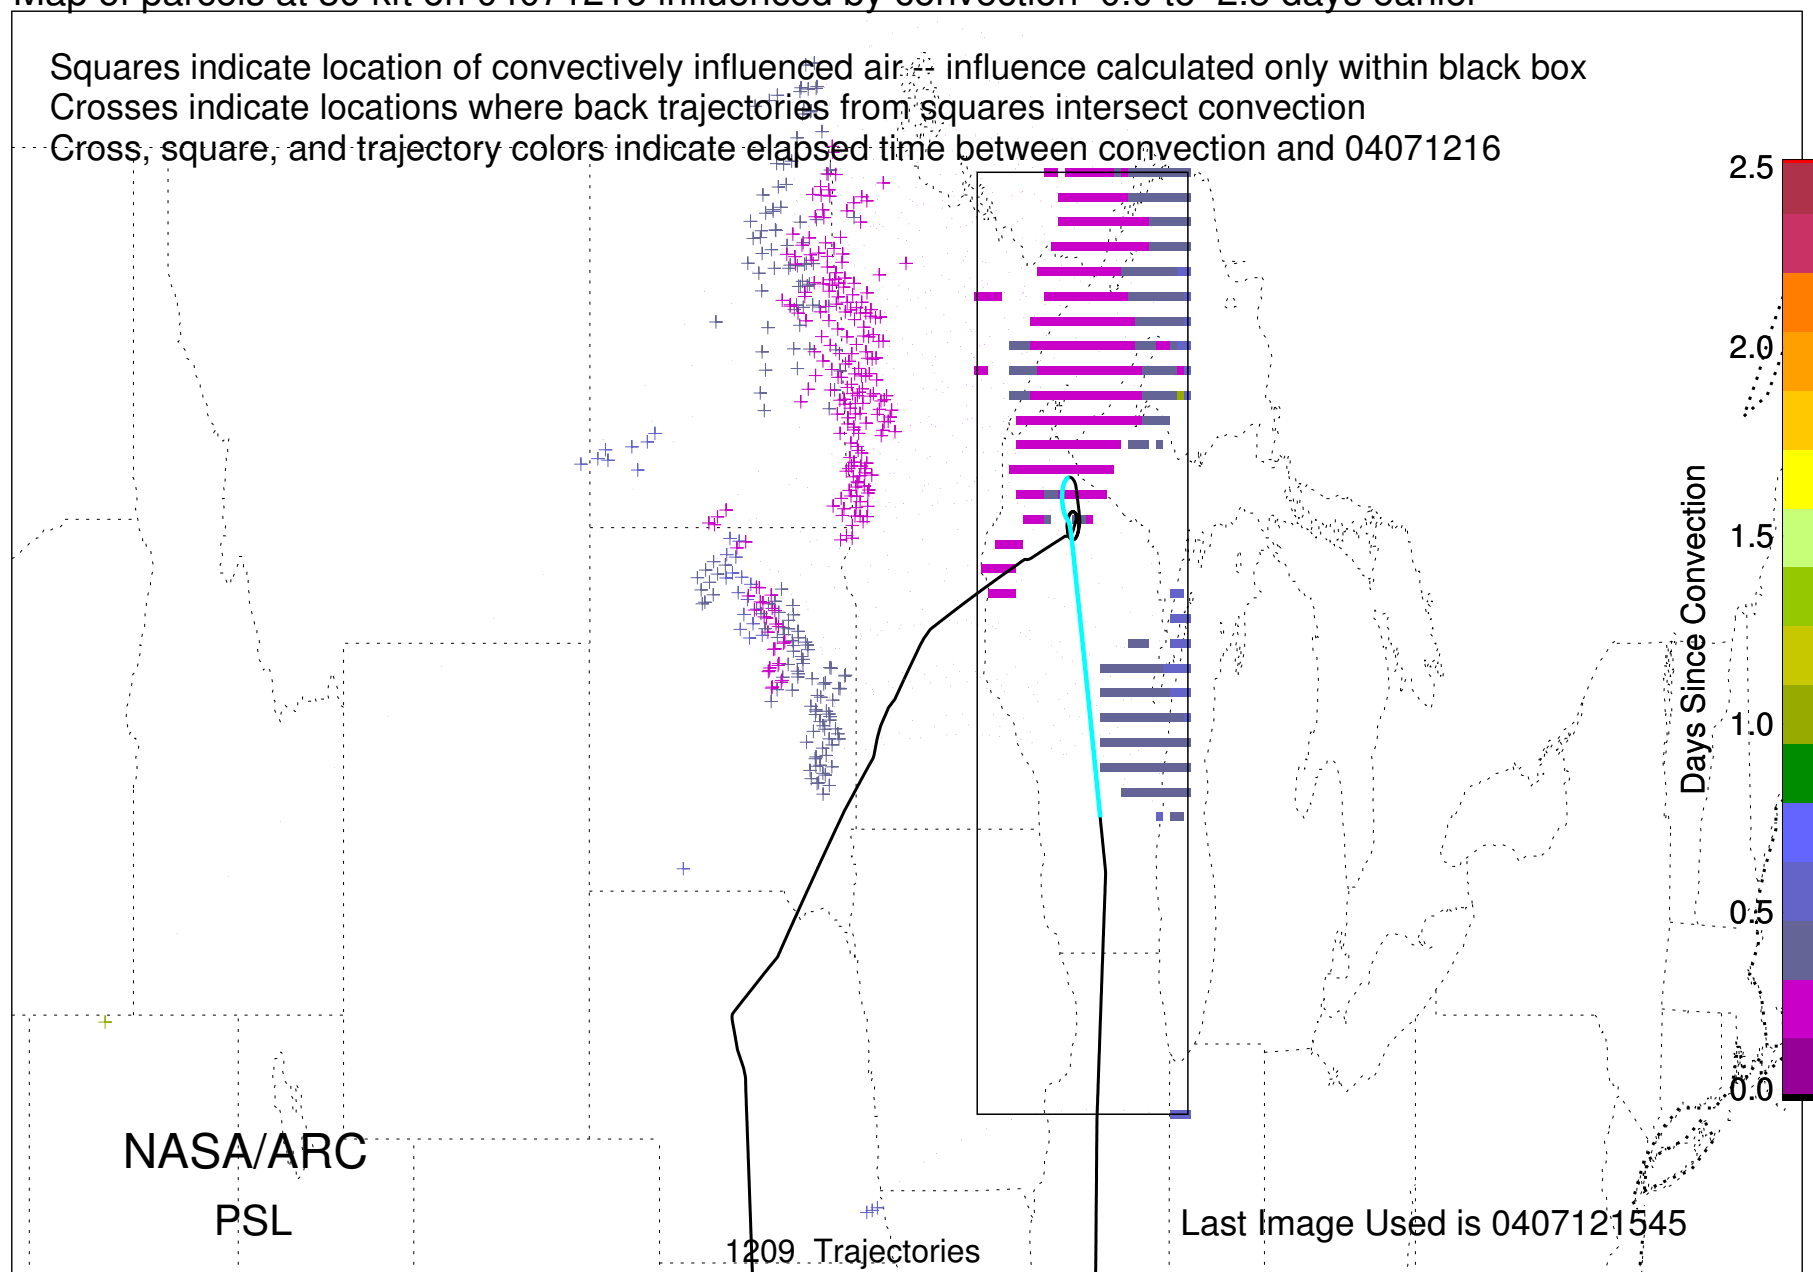 Squares indicate location of convectively influenced air -- influence calculated only within black box
Crosses indicate locations where back trajectories from squares intersect convection
Cross, square, and trajectory colors indicate elapsed time between convection and 04071216
2.5
2.0
1.5
1.0
0.5
0.0
Days Since Convection
NASA/ARC
PSL
1209 Trajectories
Last Image Used is 0407121545